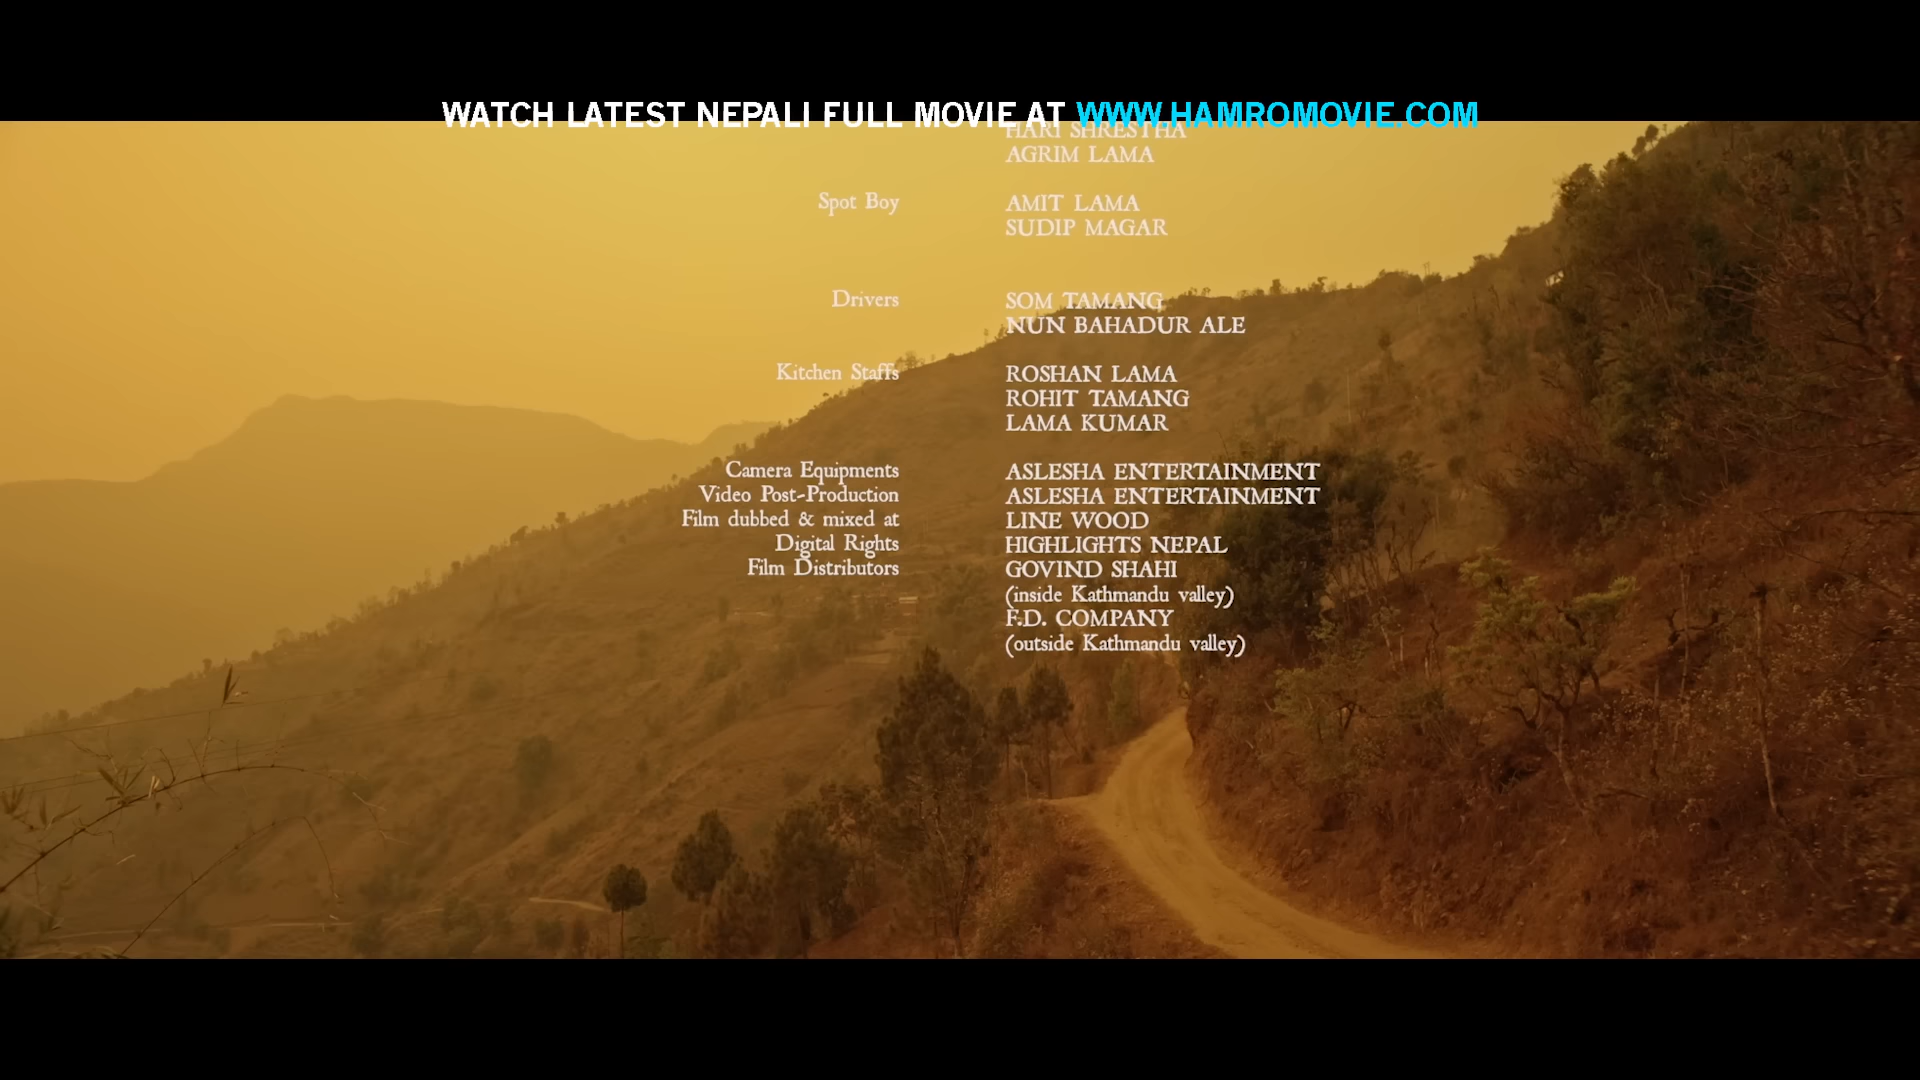 WATCH LATEST NEPALI FULL MOVIE AT WWW.HAMROMOVIE.COM
HARI SHRESTHA
AGRIM LAMA
Spot Boy AMIT LAMA
SUDIP MAGAR
Drivers SOM TAMANG
NUN BAHADUR ALE
Kitchen Staffs ROSHAN LAMA
ROHIT TAMANG
LAMA KUMAR
Camera Equipments ASLESHA ENTERTAINMENT
Video Post-Production ASLESHA ENTERTAINMENT
Film dubbed & mixed at LINE WOOD
Digital Rights HIGHLIGHTS NEPAL
Film Distributors GOVIND SHAHI
(inside Kathmandu valley)
F.D. COMPANY
(outside Kathmandu valley)